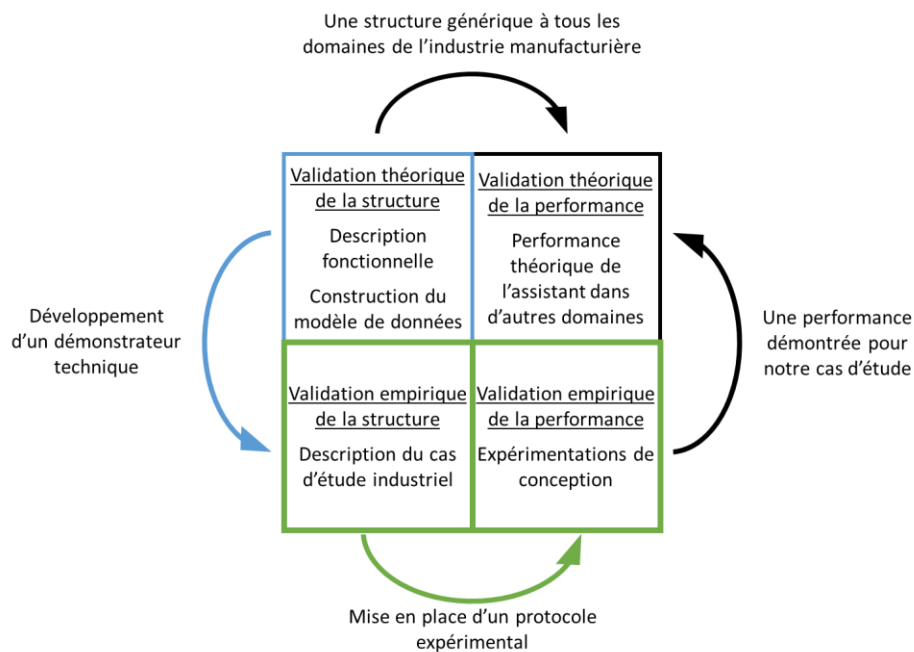 Une structure générique à tous les
domaines de l’industrie manufacturière
Validation théorique
de la structure
Description
fonctionnelle
Construction du
modèle de données
Validation théorique
de la performance
Performance
théorique de
l’assistant dans
d’autres domaines
Développement
d’un démonstrateur
technique
Une performance
démontrée pour
notre cas d’étude
Validation empirique
de la structure
Description du cas
d’étude industriel
Validation empirique
de la performance
Expérimentations de
conception
Mise en place d’un protocole
expérimental